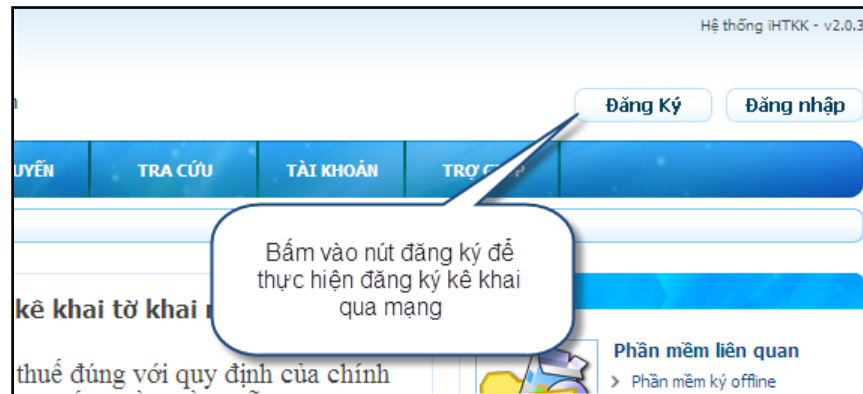 Hệ thống iHTKK - v2.0.3
Đăng Ký Đăng nhập
UYẾN TRA CỨU TÀI KHOẢN TRỢ
Bấm vào nút đăng ký để
thực hiện đăng ký kê khai
qua mạng
kê khai tờ khai
Phần mềm liên quan
thuế đúng với quy định của chính
> Phần mềm ký offline